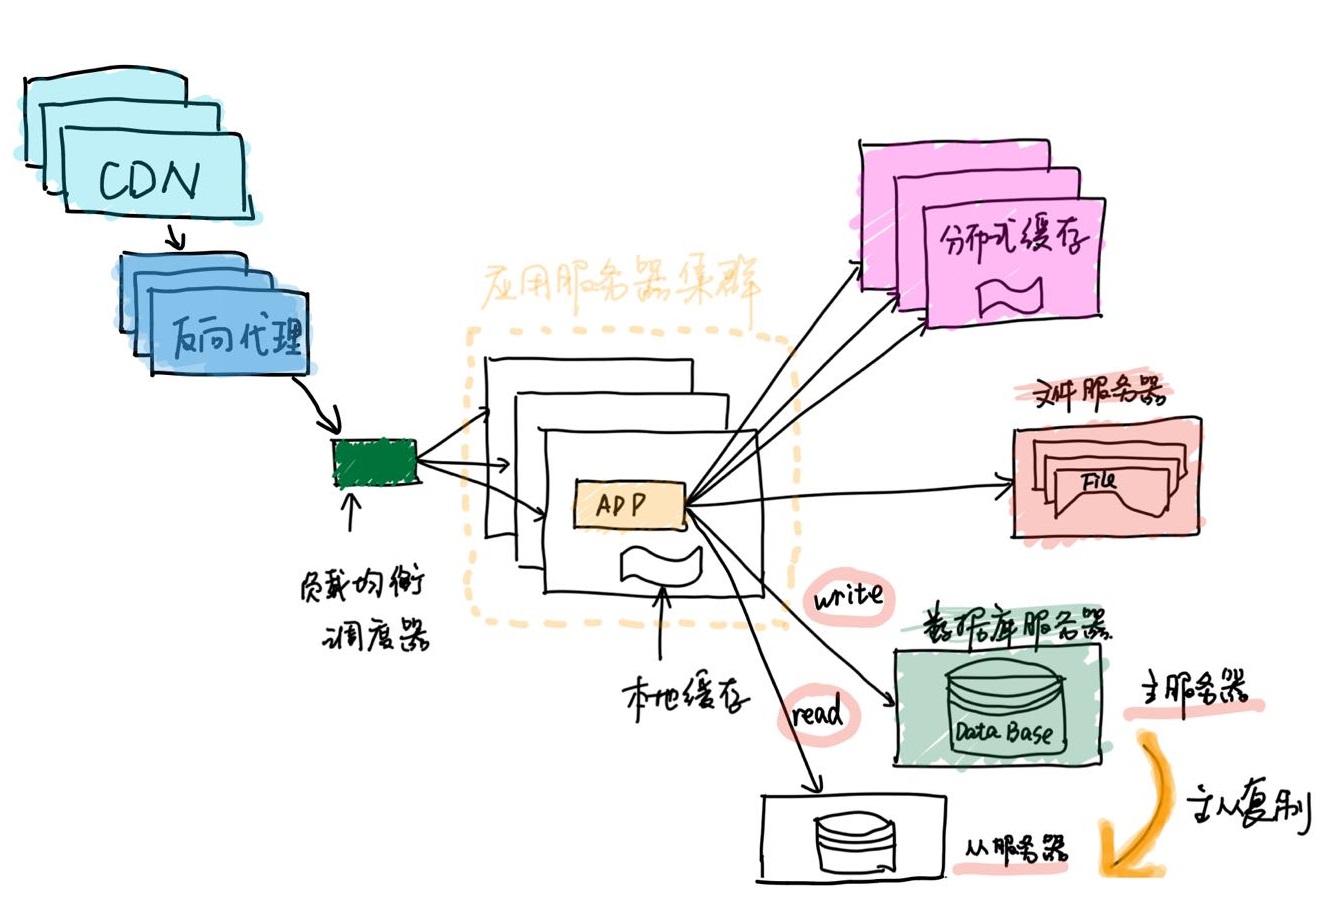 CDN
反向代理
负载均衡
调度器
应用服务器集群
APP
本地缓存
分布式缓存
文件服务器
File
write
read
数据库服务器
Data Base
主服务器
主从复制
从服务器